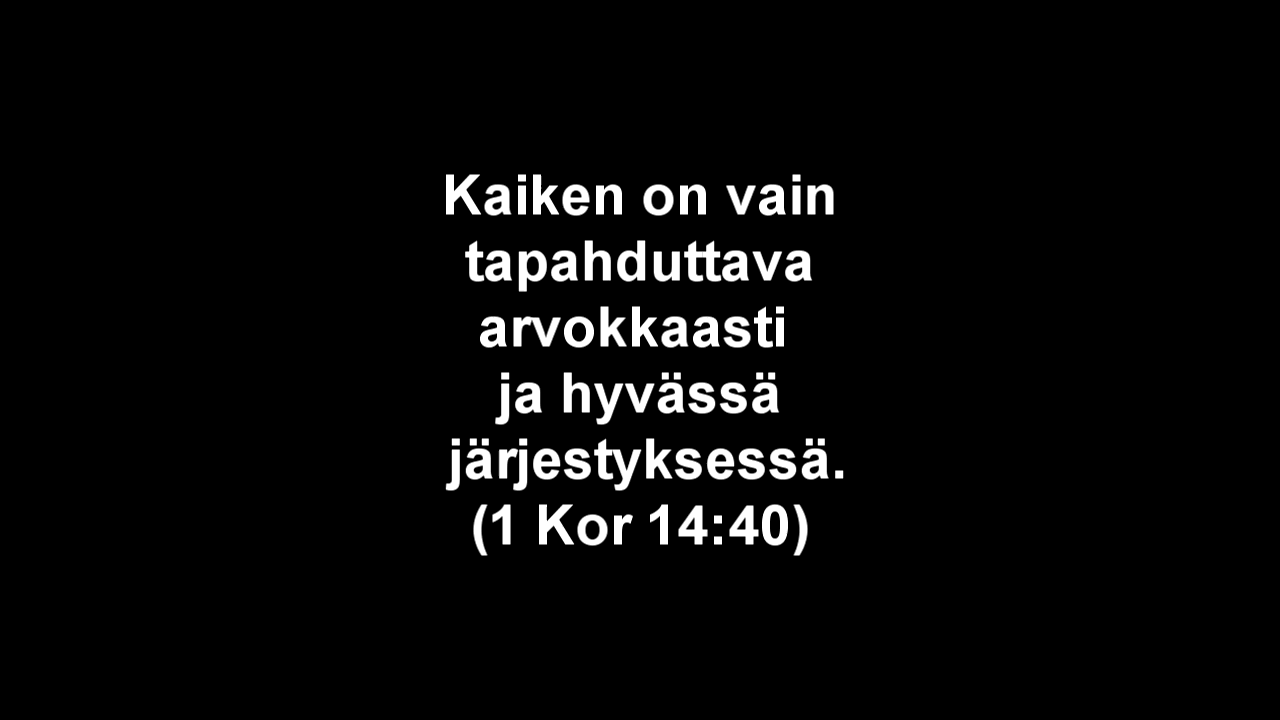 Kaiken on vain
tapahduttava
arvokkaasti
ja hyvässä
järjestyksessä.
(1 Kor 14:40)